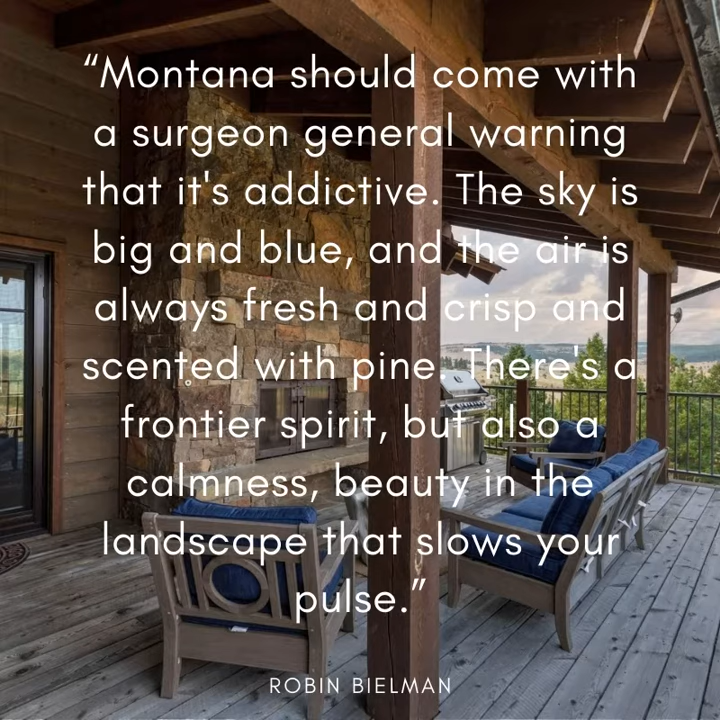 “Montana should come with
a surgeon general warning
that it's addictive. The sky is
big and blue, and the air is
always fresh and crisp and
scented with pine. There's a
frontier spirit, but also a
calmness, beauty in the
landscape that slows your
pulse.”
ROBIN BIELMAN